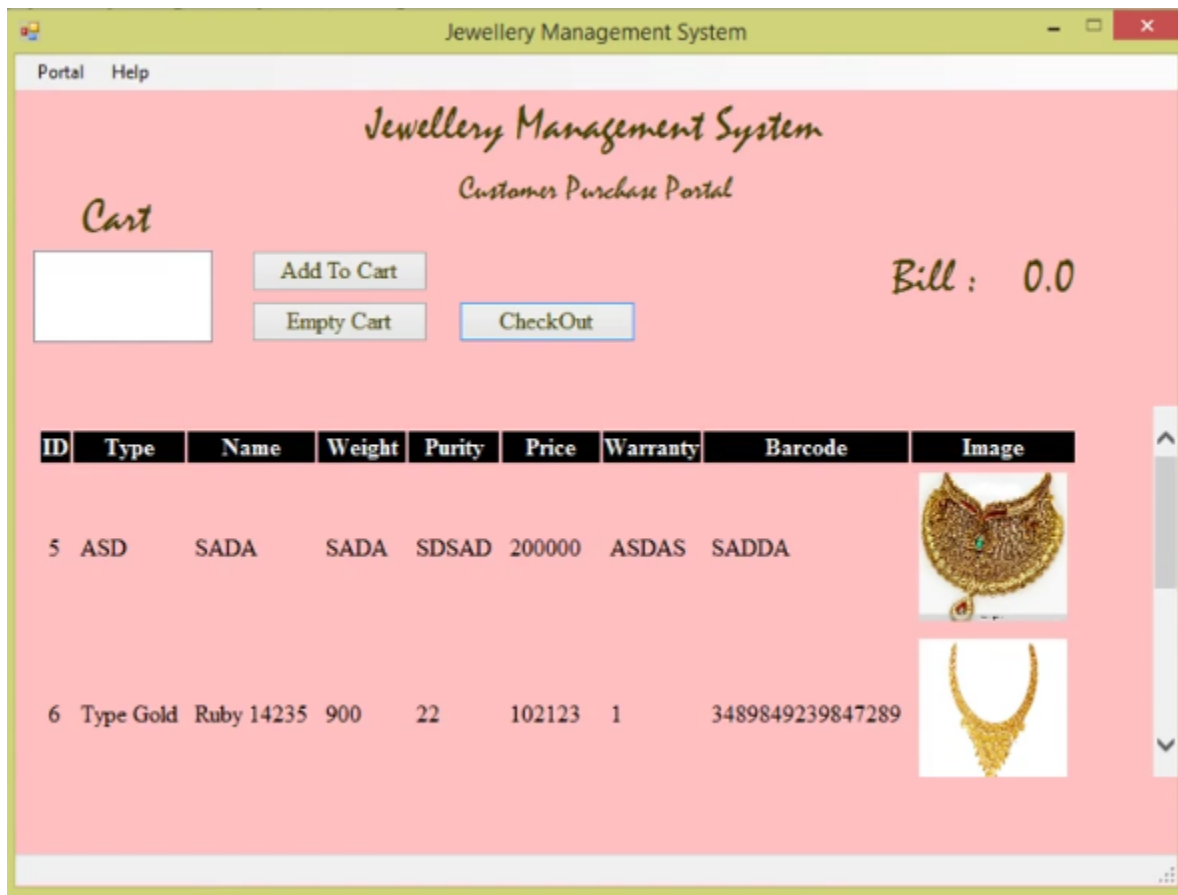 Jewellery Management System
Portal Help
Jewellery Management System
Customer Purchase Portal
Cart
Add To Cart
Bill : 0.0
Empty Cart CheckOut
ID Type Name Weight Purity Price Warranty Barcode Image
5 ASD SADA SADA SDSAD 200000 ASDAS SADDA
6 Type Gold Ruby 14235 900 22 102123 1 3489849239847289